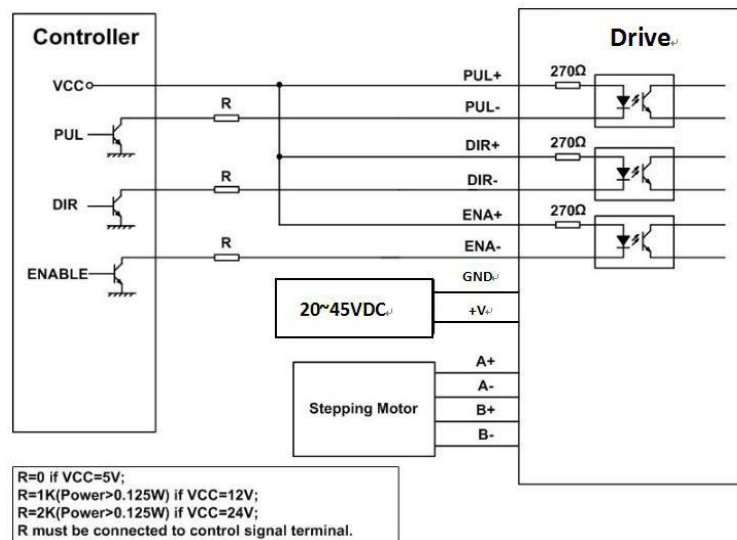 Controller
Drive
VCC
PUL
DIR
ENABLE
R
R
R
PUL+
PUL-
DIR+
DIR-
ENA+
ENA-
GND
+V
270Ω
270Ω
270Ω
20~45VDC
Stepping Motor
A+
A-
B+
B-
R=0 if VCC=5V;
R=1K(Power>0.125W) if VCC=12V;
R=2K(Power>0.125W) if VCC=24V;
R must be connected to control signal terminal.